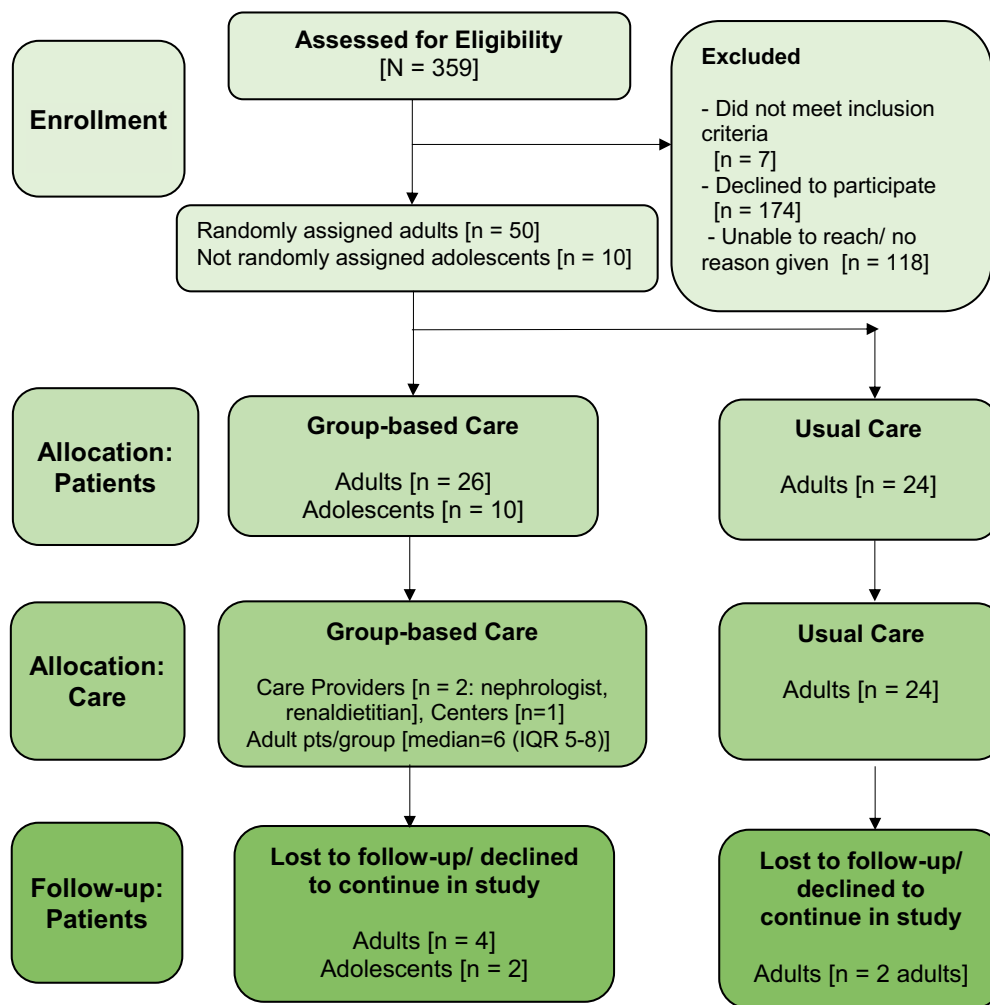 Enrollment
Assessed for Eligibility
[N = 359]
Excluded
- Did not meet inclusion
criteria
[n = 7]
- Declined to participate
[n = 174]
- Unable to reach/ no
reason given [n = 118]
Randomly assigned adults [n = 50]
Not randomly assigned adolescents [n = 10]
Allocation:
Patients
Group-based Care
Adults [n = 26]
Adolescents [n = 10]
Usual Care
Adults [n = 24]
Allocation:
Care
Group-based Care
Care Providers [n = 2: nephrologist,
renaldietitian], Centers [n=1]
Adult pts/group [median=6 (IQR 5-8)]
Usual Care
Adults [n = 24]
Follow-up:
Patients
Lost to follow-up/ declined
to continue in study
Adults [n = 4]
Adolescents [n = 2]
Lost to follow-up/
declined to
continue in study
Adults [n = 2 adults]